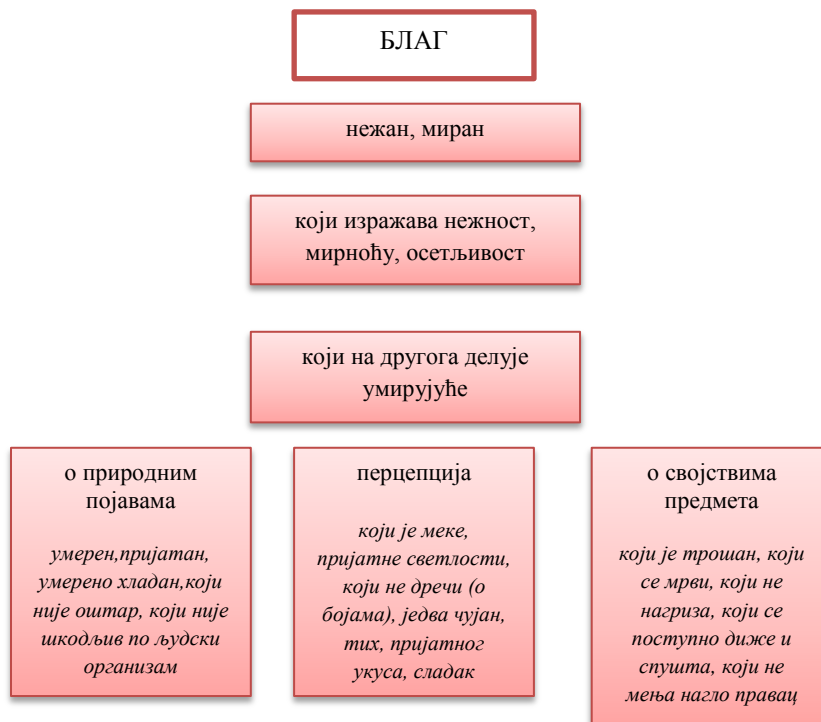 БЛАГ
нежан, миран
који изражава нежност,
мирноћу, осетљивост
који на другога делује
умирујуће
о природним
појавама
умерен,пријатан,
умерено хладан,који
није оштар, који није
шкодљив по људски
организам
перцепција
који је меке,
пријатне светлости,
који не дречи (о
бојама), једва чујан,
тих, пријатног
укуса, сладак
о својствима
предмета
који је трошан, који
се мрви, који не
нагриза, који се
поступно диже и
спушта, који не
мења нагло правац